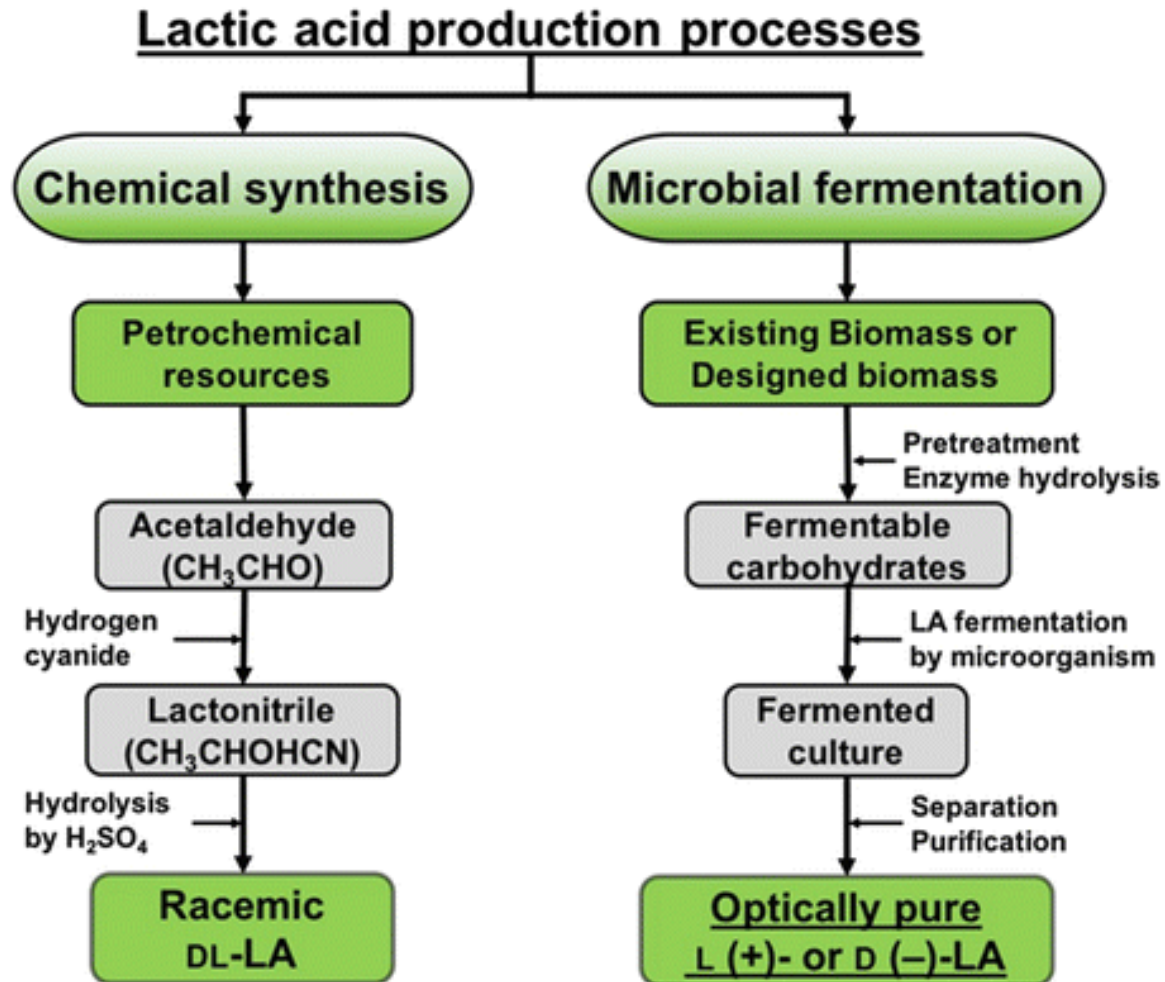 Lactic acid production processes
Chemical synthesis
Petrochemical
resources
Acetaldehyde
(CH₃CHO)
Hydrogen
cyanide
Lactonitrile
(CH₃CHOHCN)
Hydrolysis
by H₂SO₄
Racemic
DL-LA
Microbial fermentation
Existing Biomass or
Designed biomass
Pretreatment
Enzyme hydrolysis
Fermentable
carbohydrates
LA fermentation
by microorganism
Fermented
culture
Separation
Purification
Optically pure
L (+)- or D (–)-LA